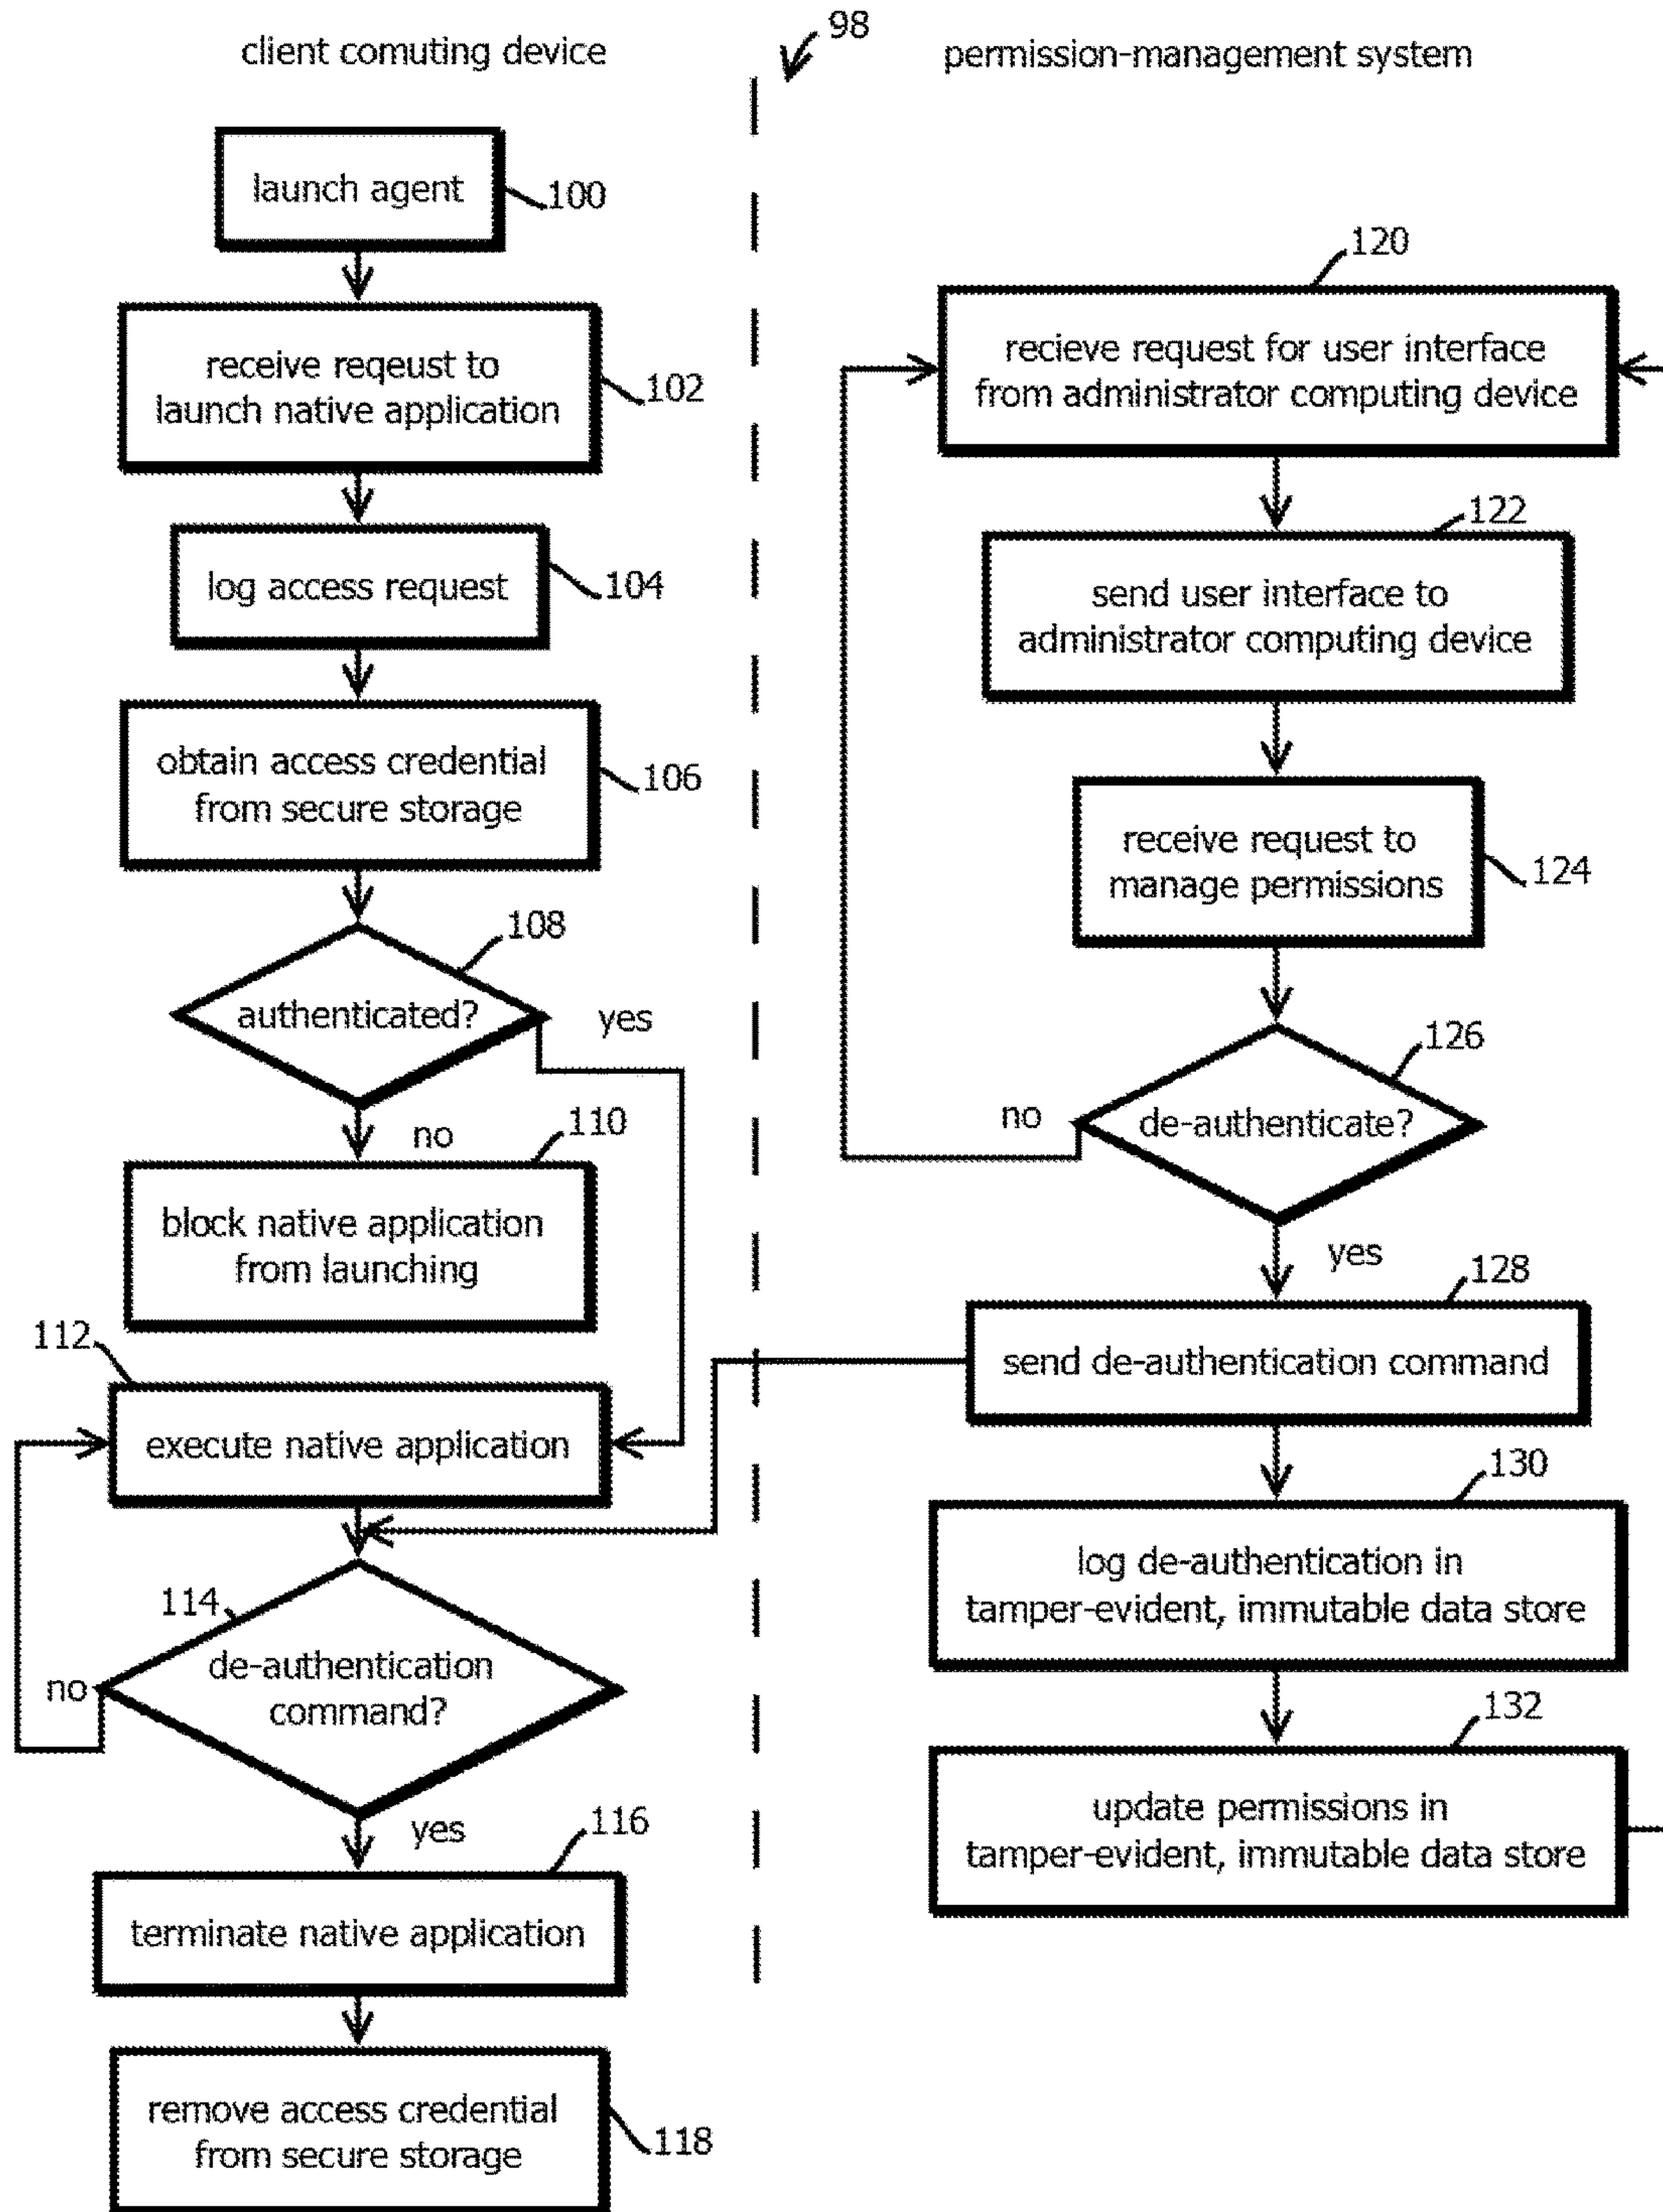 98
client comuting device
permission-management system
launch agent
100
receive reqeust to
launch native application
102
log access request
104
obtain access credential
from secure storage
106
108
authenticated?
yes
no
110
block native application
from launching
112
execute native application
114
de-authentication
command?
no
yes
116
terminate native application
remove access credential
from secure storage
118
120
recieve request for user interface
from administrator computing device
122
send user interface to
administrator computing device
receive request to
manage permissions
124
126
no
de-authenticate?
yes
128
send de-authentication command
130
log de-authentication in
tamper-evident, immutable data store
132
update permissions in
tamper-evident, immutable data store